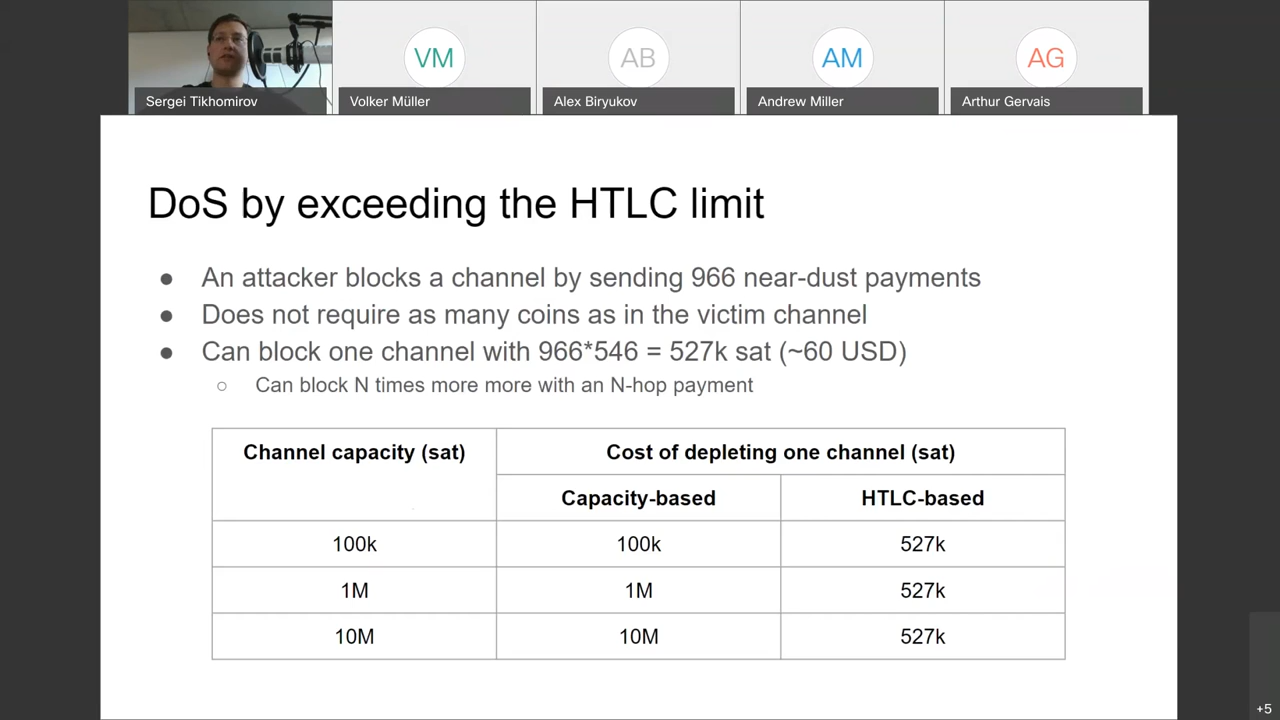 VM
AB
AM
AG
Sergei Tikhomirov
Volker Müller
Alex Biryukov
Andrew Miller
Arthur Gervais
DoS by exceeding the HTLC limit
● An attacker blocks a channel by sending 966 near-dust payments
● Does not require as many coins as in the victim channel
● Can block one channel with 966*546 = 527k sat (~60 USD)
○ Can block N times more more with an N-hop payment
Channel capacity (sat) Cost of depleting one channel (sat)
Capacity-based HTLC-based
100k 100k 527k
1M 1M 527k
10M 10M 527k
+5